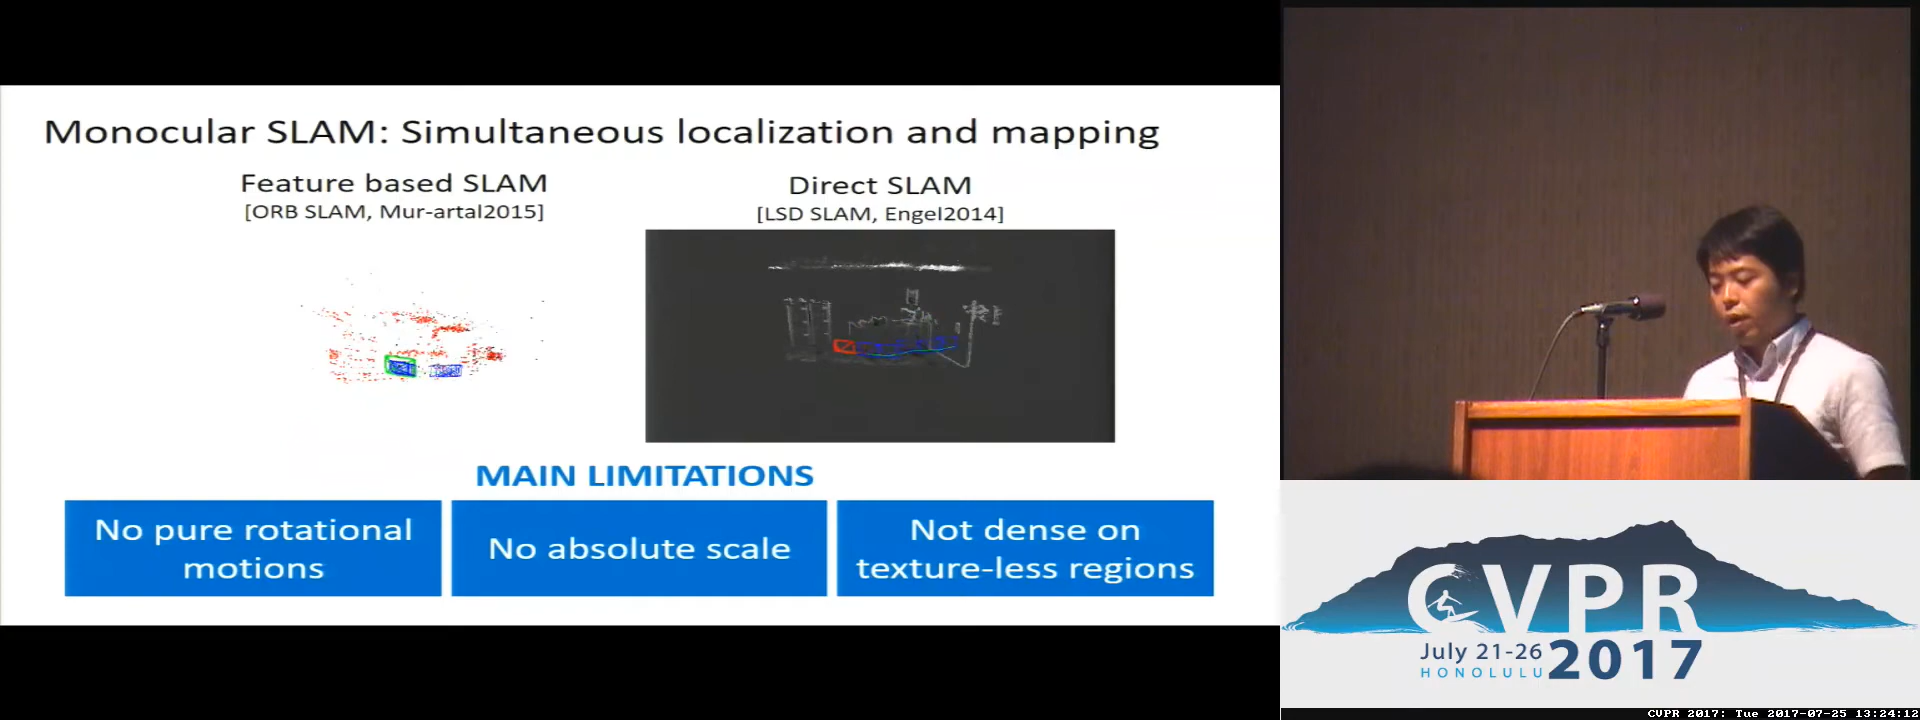 Monocular SLAM: Simultaneous localization and mapping
Feature based SLAM
[ORB SLAM, Mur-artal2015]
Direct SLAM
[LSD SLAM, Engel2014]
MAIN LIMITATIONS
No pure rotational
motions
No absolute scale
Not dense on
texture-less regions
CVPR
July 21-26
HONOLULU
2017
CVPR 2017: Tue 2017-07-25 13:24:12